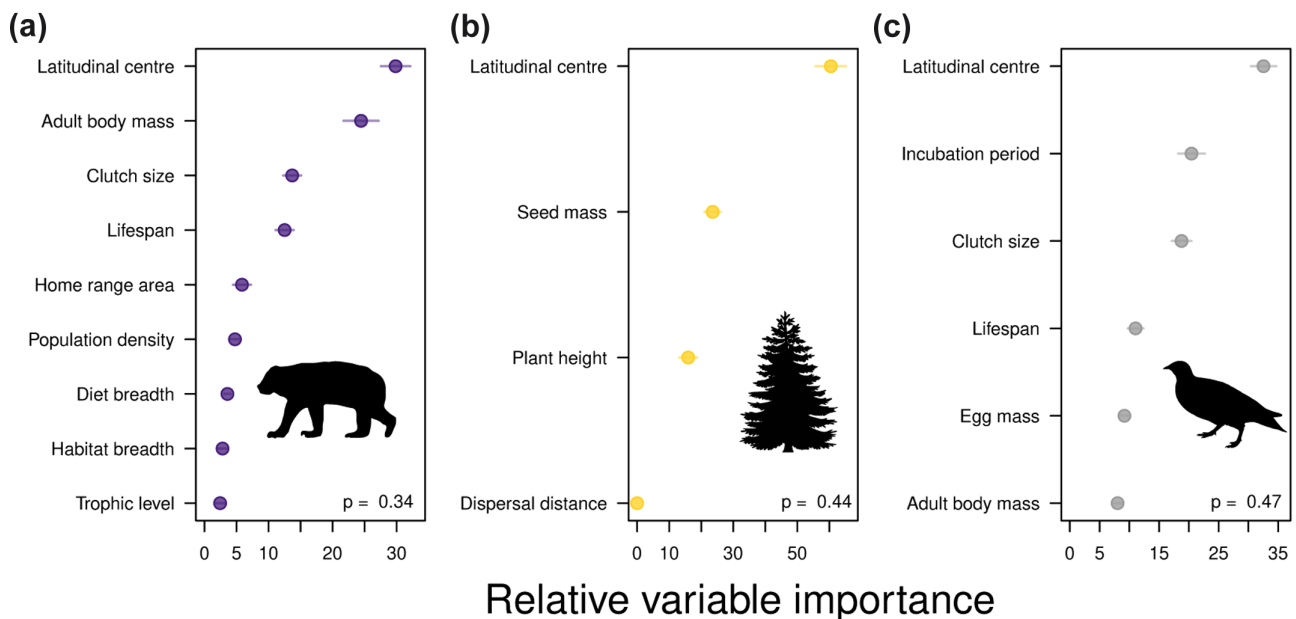 (a)
Latitudinal centre
Adult body mass
Clutch size
Lifespan
Home range area
Population density
Diet breadth
Habitat breadth
Trophic level
p = 0.34
0 5 10 20 30
(b)
Latitudinal centre
Seed mass
Plant height
Dispersal distance
p = 0.44
0 10 30 50
(c)
Latitudinal centre
Incubation period
Clutch size
Lifespan
Egg mass
Adult body mass
p = 0.47
0 5 15 25 35
Relative variable importance